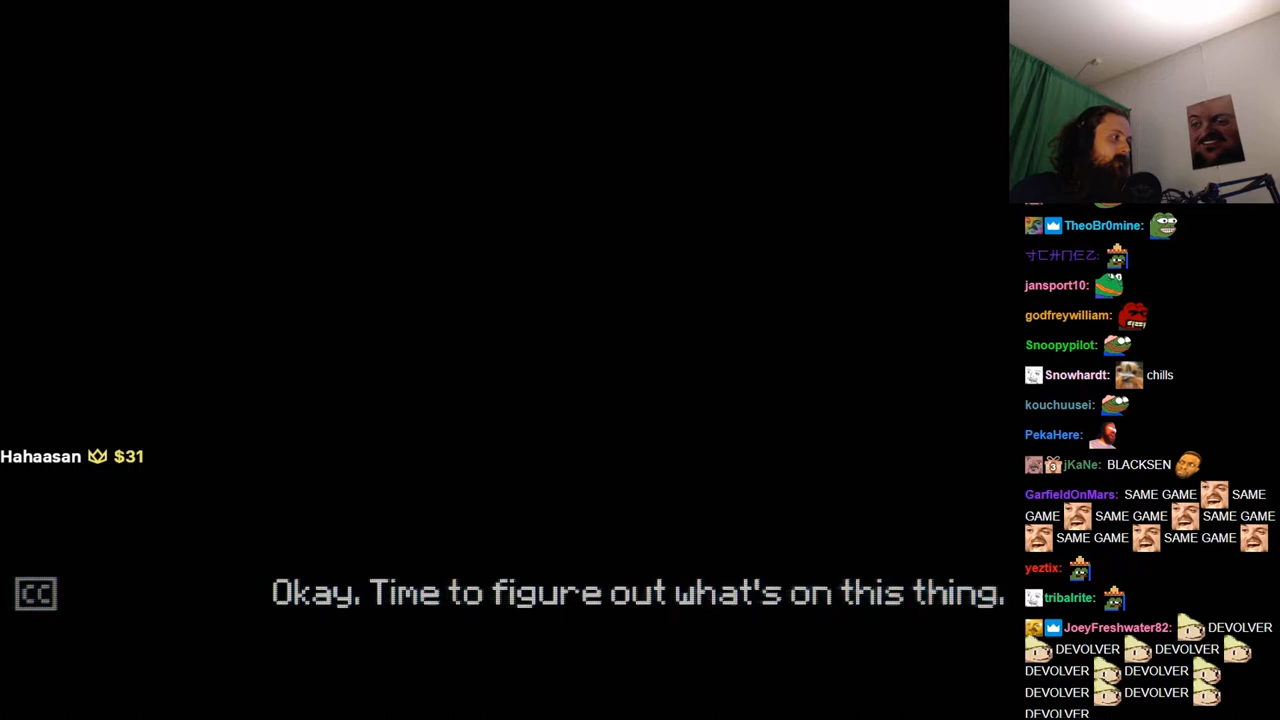 TheoBr0mine:
jansport10:
godfreywilliam:
Snoopypilot:
Snowhardt: chills
kouchuusei:
PekaHere:
3 jKaNe: BLACKSEN
GarfieldOnMars: SAME GAME SAME
GAME SAME GAME SAME GAME
SAME GAME SAME GAME
yeztix:
tribalrite:
JoeyFreshwater82: DEVOLVER
DEVOLVER DEVOLVER
DEVOLVER DEVOLVER
DEVOLVER DEVOLVER
DEVOLVER
Hahaasan $31
CC Okay. Time to figure out what's on this thing.